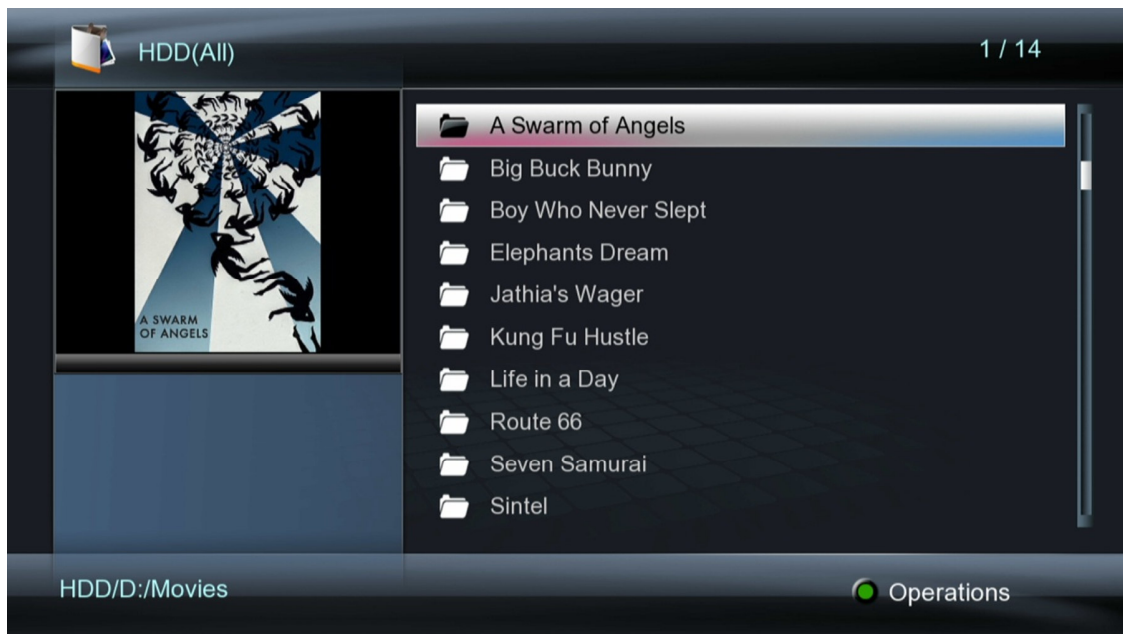 HDD(All)
1 / 14
A SWARM
OF ANGELS
A Swarm of Angels
Big Buck Bunny
Boy Who Never Slept
Elephants Dream
Jathia's Wager
Kung Fu Hustle
Life in a Day
Route 66
Seven Samurai
Sintel
HDD/D:/Movies
Operations